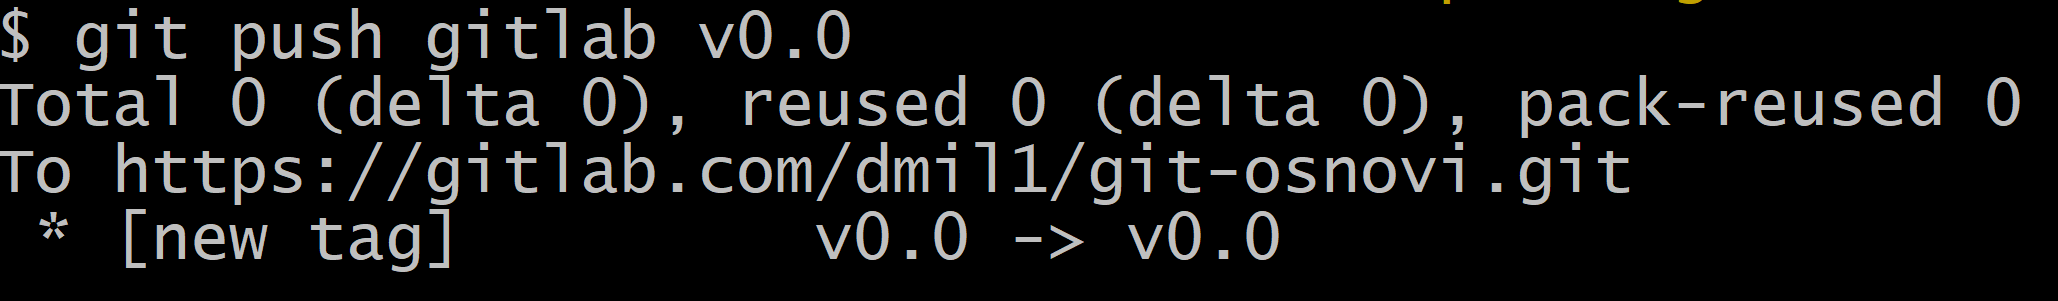 $ git push gitlab v0.0
Total 0 (delta 0), reused 0 (delta 0), pack-reused 0
To https://gitlab.com/dmil1/git-osnovi.git
 * [new tag]         v0.0 -> v0.0